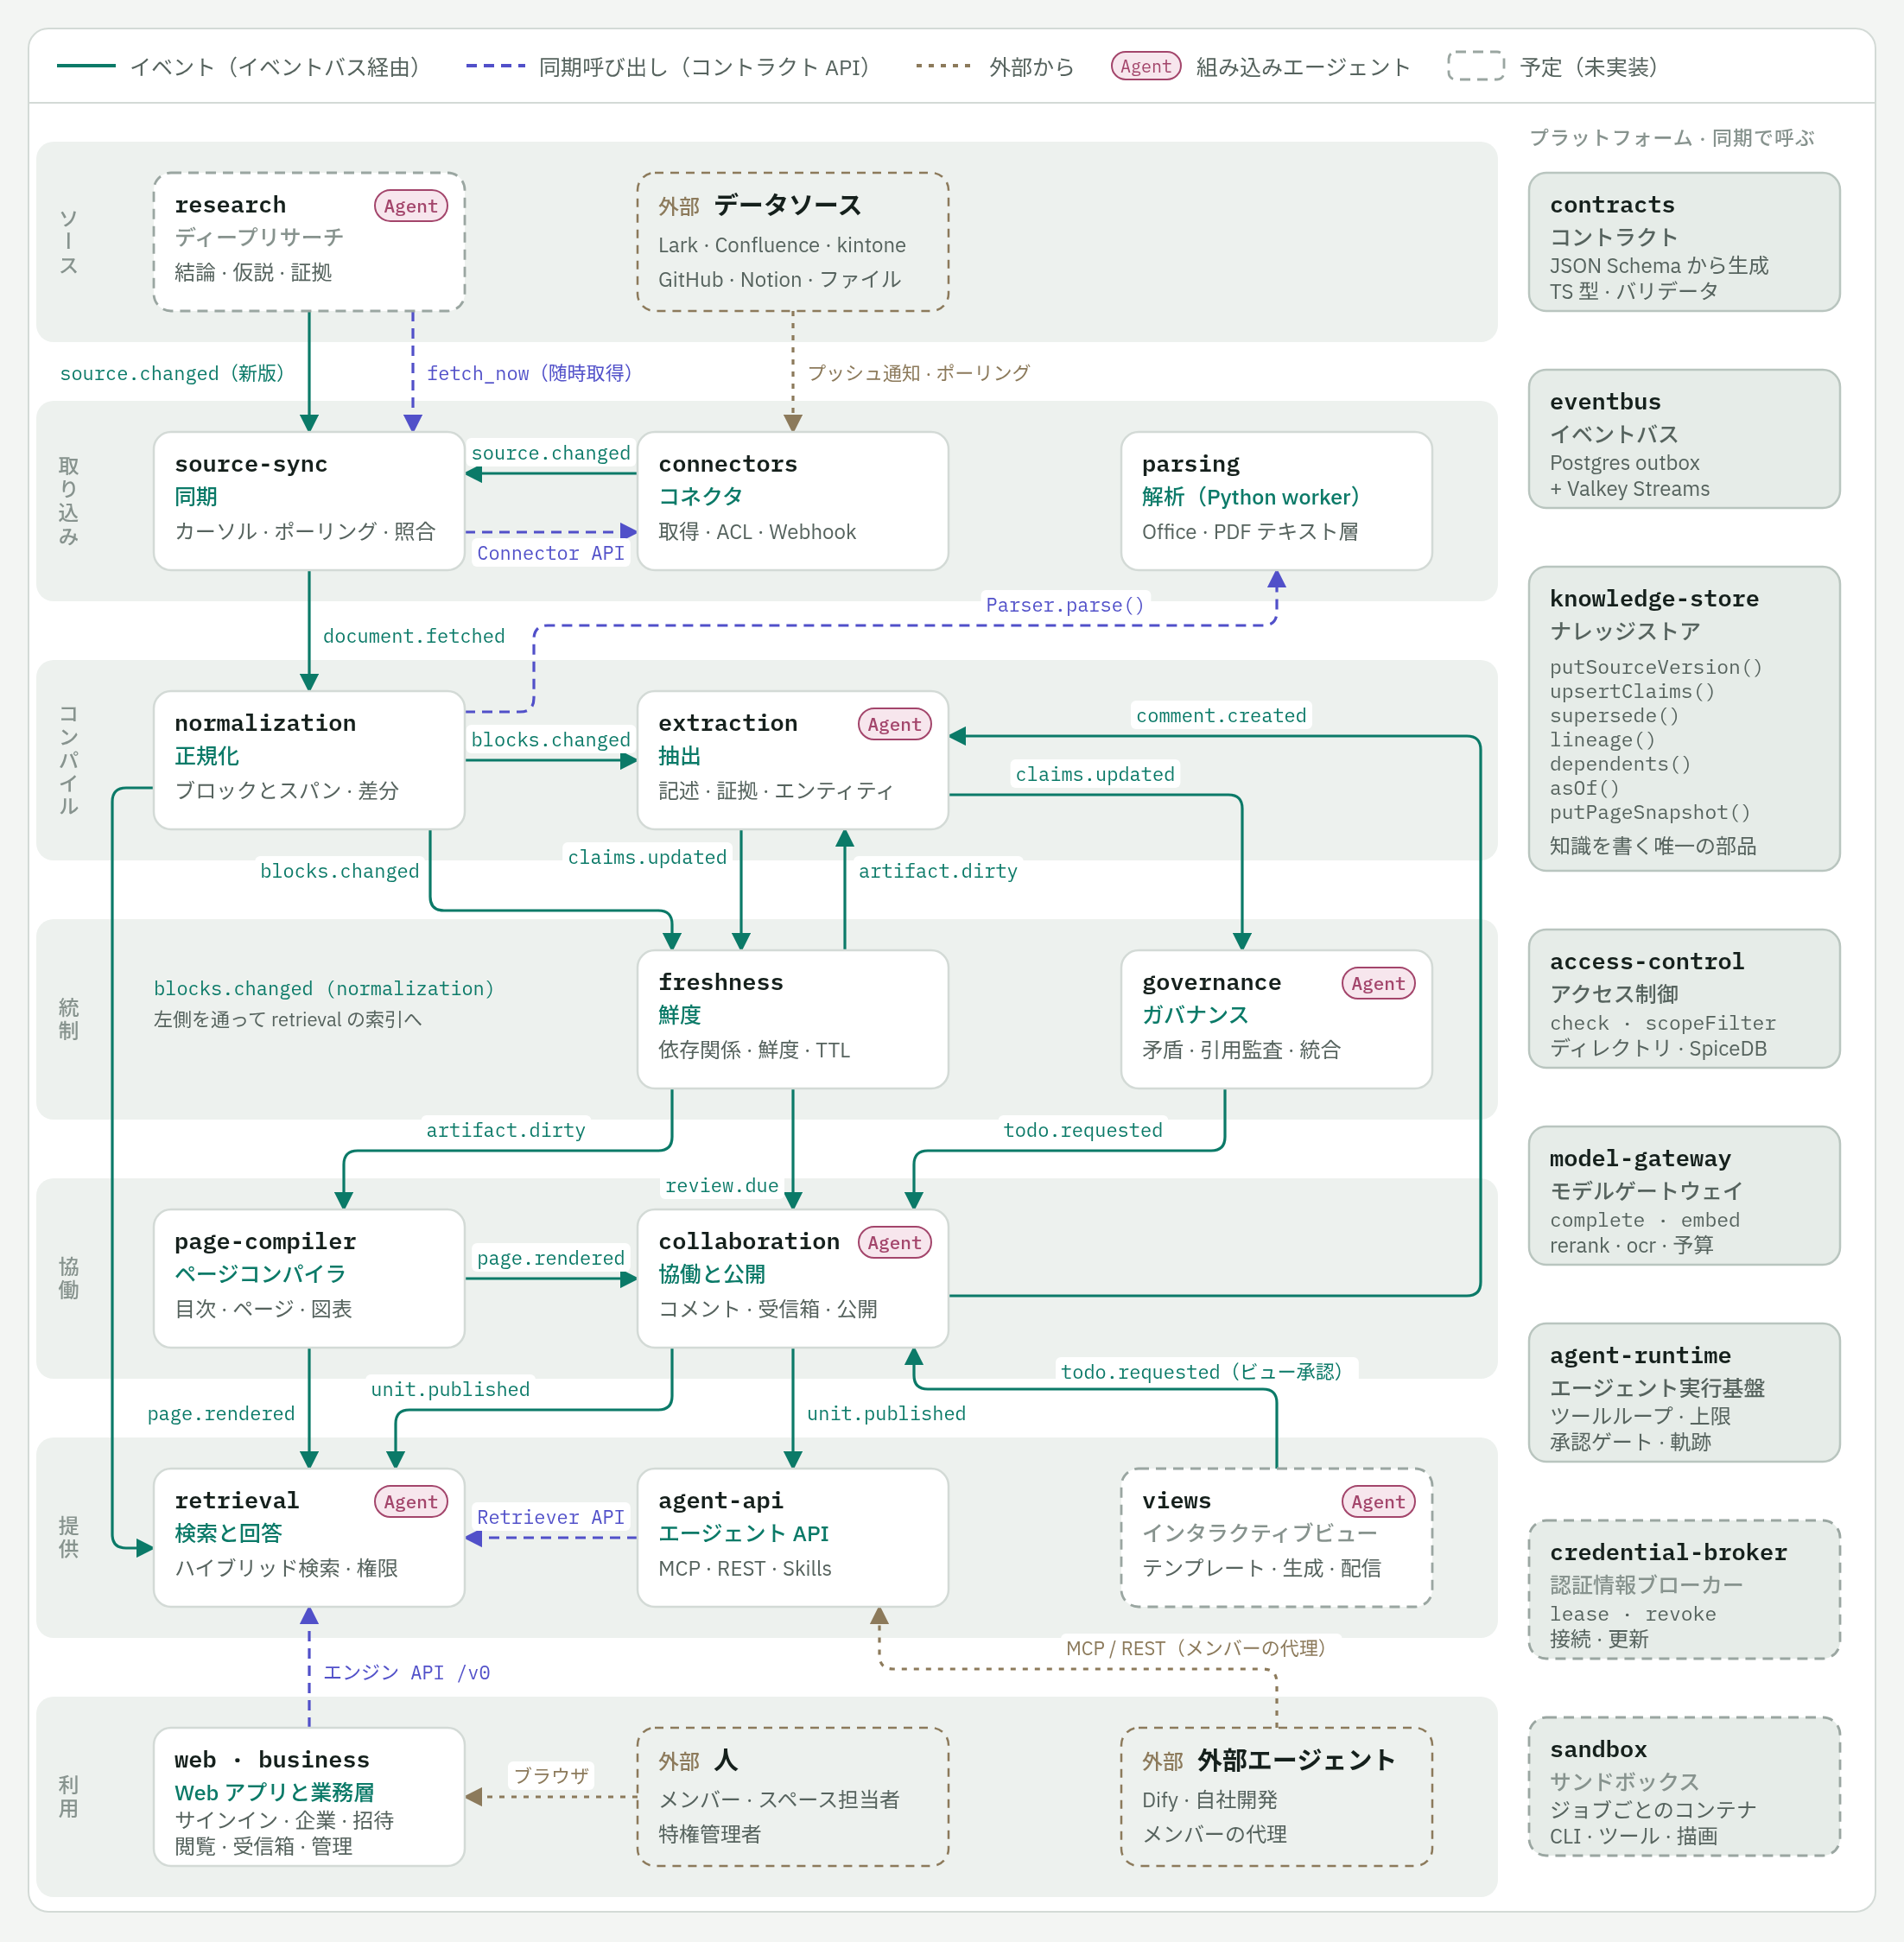 イベント（イベントバス経由）
同期呼び出し（コントラクト API）
外部から
Agent 組み込みエージェント
予定（未実装）
プラットフォーム · 同期で呼ぶ
ソース
research
Agent
ディープリサーチ
結論 · 仮説 · 証拠
外部 データソース
Lark · Confluence · kintone
GitHub · Notion · ファイル
source.changed（新版）
fetch_now（随時取得）
プッシュ通知 · ポーリング
取り込み
source-sync
同期
カーソル · ポーリング · 照合
source.changed
Connector API
connectors
コネクタ
取得 · ACL · Webhook
parsing
解析（Python worker）
Office · PDF テキスト層
Parser.parse()
document.fetched
コンパイル
normalization
正規化
ブロックとスパン · 差分
blocks.changed
extraction
Agent
抽出
記述 · 証拠 · エンティティ
comment.created
claims.updated
blocks.changed
claims.updated
artifact.dirty
統制
blocks.changed (normalization)
左側を通って retrieval の索引へ
freshness
鮮度
依存関係 · 鮮度 · TTL
governance
Agent
ガバナンス
矛盾 · 引用監査 · 統合
artifact.dirty
todo.requested
review.due
協働
page-compiler
ページコンパイラ
目次 · ページ · 図表
page.rendered
collaboration
Agent
協働と公開
コメント · 受信箱 · 公開
unit.published
page.rendered
unit.published
todo.requested（ビュー承認）
提供
retrieval
Agent
検索と回答
ハイブリッド検索 · 権限
Retriever API
agent-api
エージェント API
MCP · REST · Skills
views
Agent
インタラクティブビュー
テンプレート · 生成 · 配信
MCP / REST（メンバーの代理）
エンジン API /v0
利用
web · business
Web アプリと業務層
サインイン · 企業 · 招待
閲覧 · 受信箱 · 管理
ブラウザ
外部 人
メンバー · スペース担当者
特権管理者
外部 外部エージェント
Dify · 自社開発
メンバーの代理
contracts
コントラクト
JSON Schema から生成
TS 型 · バリデータ
eventbus
イベントバス
Postgres outbox
+ Valkey Streams
knowledge-store
ナレッジストア
putSourceVersion()
upsertClaims()
supersede()
lineage()
dependents()
asOf()
putPageSnapshot()
知識を書く唯一の部品
access-control
アクセス制御
check · scopeFilter
ディレクトリ · SpiceDB
model-gateway
モデルゲートウェイ
complete · embed
rerank · ocr · 予算
agent-runtime
エージェント実行基盤
ツールループ · 上限
承認ゲート · 軌跡
credential-broker
認証情報ブローカー
lease · revoke
接続 · 更新
sandbox
サンドボックス
ジョブごとのコンテナ
CLI · ツール · 描画